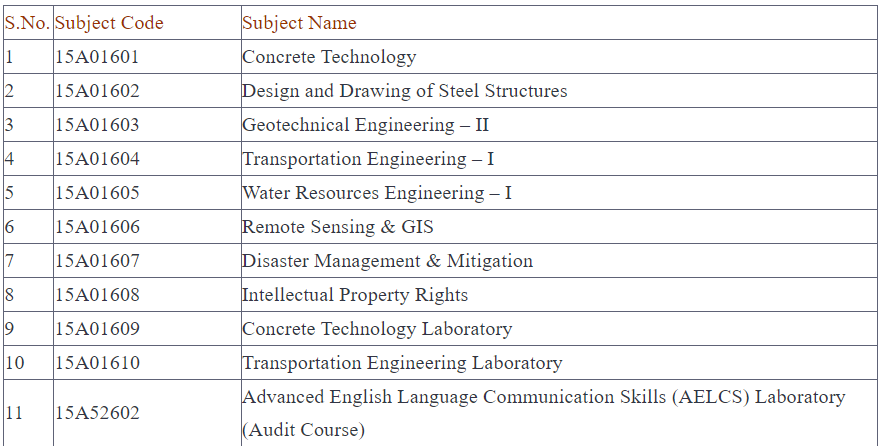 S.No. Subject Code Subject Name
1 15A01601 Concrete Technology
2 15A01602 Design and Drawing of Steel Structures
3 15A01603 Geotechnical Engineering – II
4 15A01604 Transportation Engineering – I
5 15A01605 Water Resources Engineering – I
6 15A01606 Remote Sensing & GIS
7 15A01607 Disaster Management & Mitigation
8 15A01608 Intellectual Property Rights
9 15A01609 Concrete Technology Laboratory
10 15A01610 Transportation Engineering Laboratory
11 15A52602 Advanced English Language Communication Skills (AELCS) Laboratory
(Audit Course)